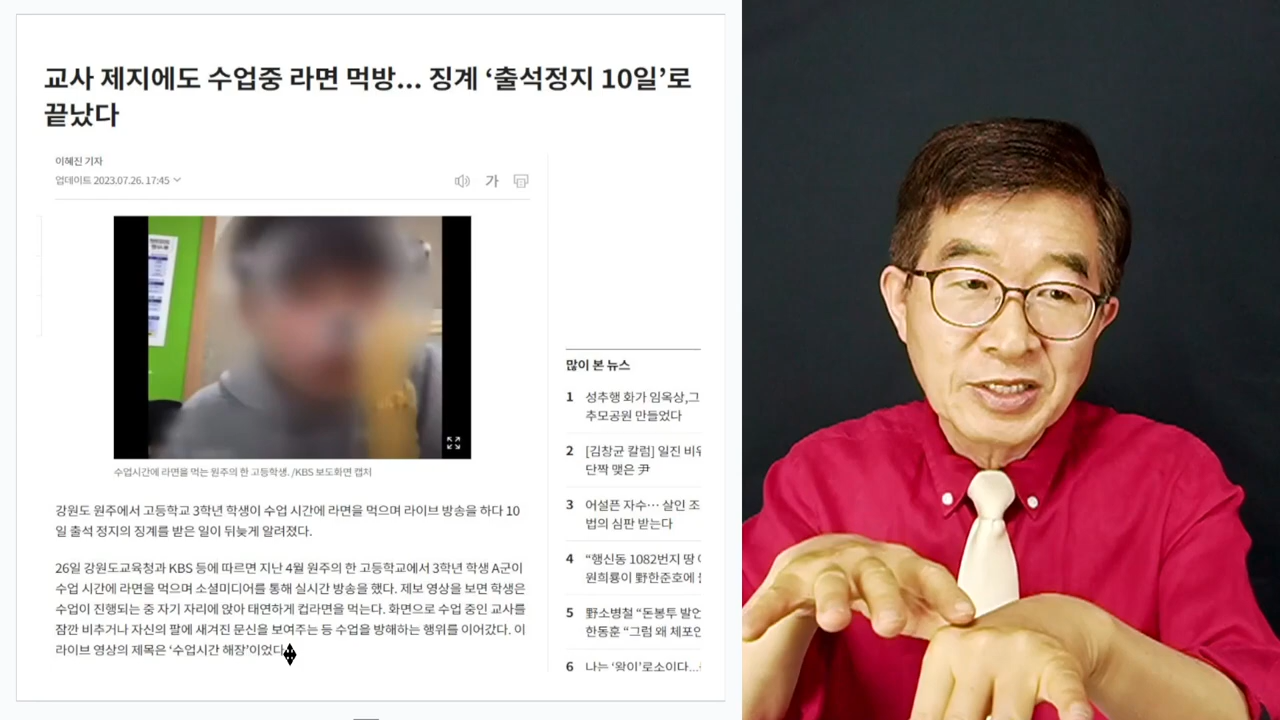 교사 제지에도 수업중 라면 먹방... 징계 ‘출석정지 10일’로
끝났다
이혜진 기자
업데이트 2023.07.26. 17:45
가
수업시간에 라면을 먹는 원주의 한 고등학생. /KBS 보도화면 캡처
강원도 원주에서 고등학교 3학년 학생이 수업 시간에 라면을 먹으며 라이브 방송을 하다 10
일 출석 정지의 징계를 받은 일이 뒤늦게 알려졌다.
26일 강원도교육청과 KBS 등에 따르면 지난 4월 원주의 한 고등학교에서 3학년 학생 A군이
수업 시간에 라면을 먹으며 소셜미디어를 통해 실시간 방송을 했다. 제보 영상을 보면 학생은
수업이 진행되는 중 자기 자리에 앉아 태연하게 컵라면을 먹는다. 화면으로 수업 중인 교사를
잠깐 비추거나 자신의 팔에 새겨진 문신을 보여주는 등 수업을 방해하는 행위를 이어갔다. 이
라이브 영상의 제목은 ‘수업시간 해장’이었다
많이 본 뉴스
1 성추행 화가 임옥상,그
추모공원 만들었다
2 [김창균 칼럼] 일진 비위
단짝 맺은 尹
3 어설픈 자수… 살인 조
법의 심판 받는다
4 “행신동 1082번지 땅
원희룡이 野한준호에
5 野소병철 “돈봉투 발언
한동훈 “그럼 왜 체포안
6 나는 ‘왕이’로소이다...